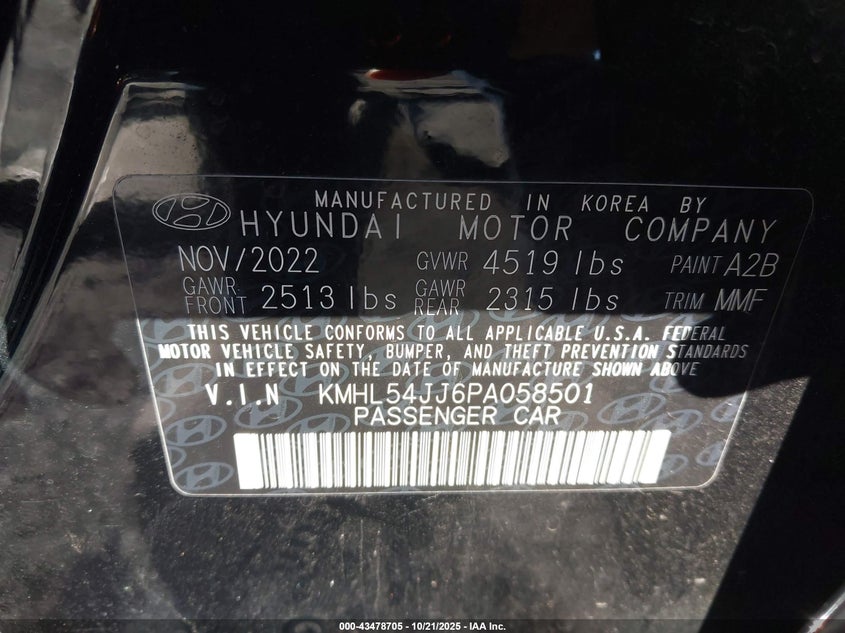 MANUFACTURED IN KOREA BY
HYUNDAI MOTOR COMPANY
NOV/2022 GVWR 4519 lbs PAINT A2B
GAWR FRONT 2513 lbs GAWR REAR 2315 lbs TRIM MMF
THIS VEHICLE CONFORMS TO ALL APPLICABLE U.S.A. FEDERAL
MOTOR VEHICLE SAFETY, BUMPER, AND THEFT PREVENTION STANDARDS
IN EFFECT ON THE DATE OF MANUFACTURE SHOWN ABOVE
V.I.N KMHL54JJ6PA058501
PASSENGER CAR
000-43478705 - 10/21/2025 - IAA Inc.